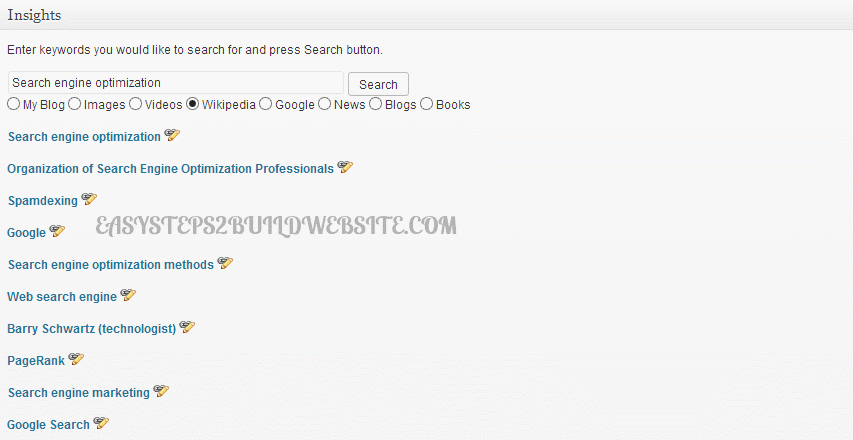 Insights
Enter keywords you would like to search for and press Search button.
Search engine optimization Search
My Blog Images Videos Wikipedia Google News Blogs Books
Search engine optimization
Organization of Search Engine Optimization Professionals
Spamdexing
EASYSTEPS2BUILDWEBSITE.COM
Google
Search engine optimization methods
Web search engine
Barry Schwartz (technologist)
PageRank
Search engine marketing
Google Search